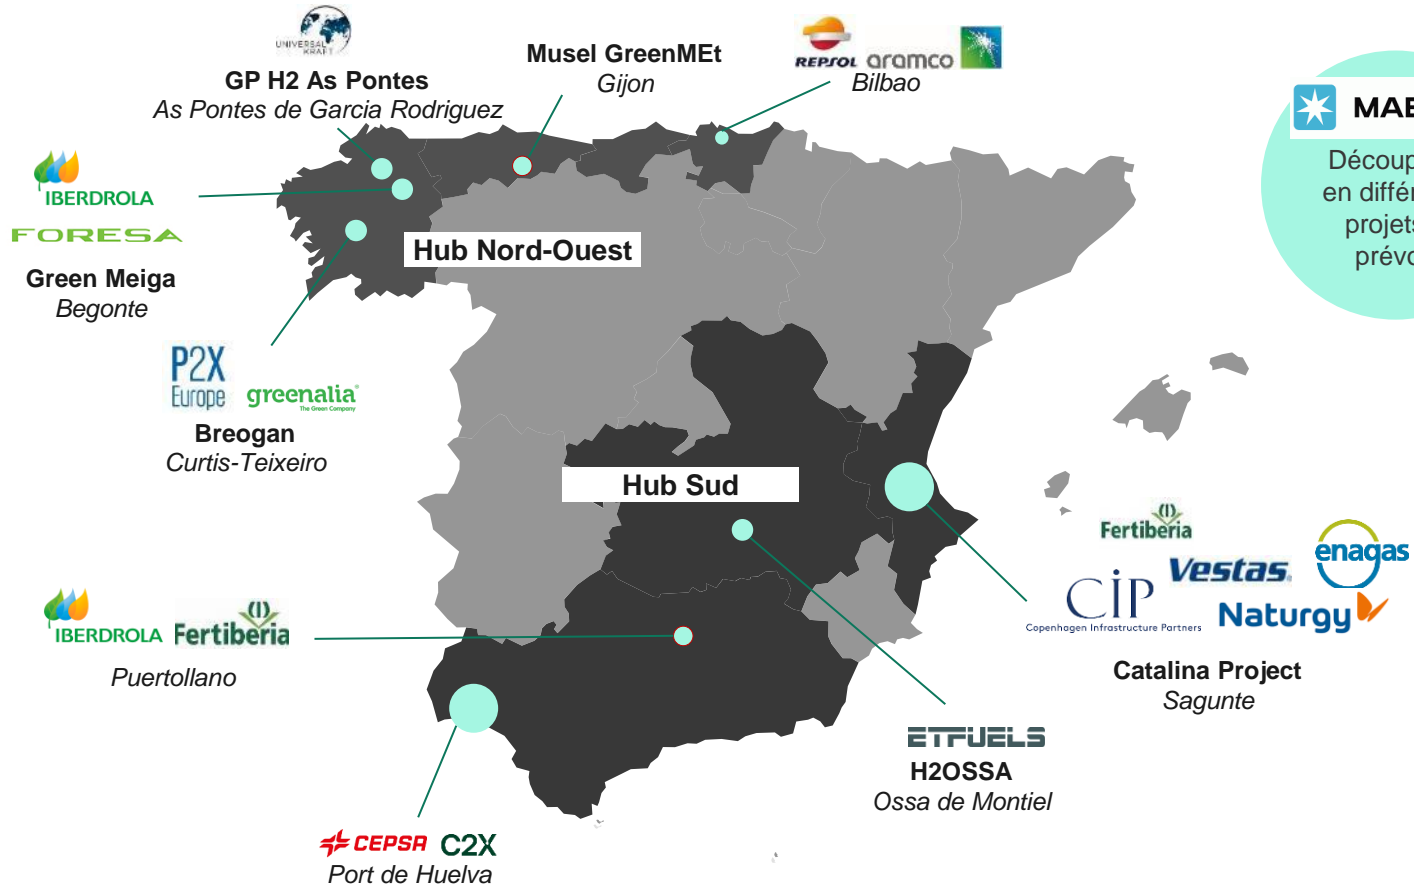 UNIVERSAL
KRAFT
GP H2 As Pontes
As Pontes de Garcia Rodriguez
Musel GreenMEt
Gijon
REPSOL aramco
Bilbao
IBERDROLA
FORESA
Green Meiga
Begonte
Hub Nord-Ouest
P2X
Europe
greenalia
The Green Company
Breogan
Curtis-Teixeiro
Hub Sud
IBERDROLA Fertiberia
Puertollano
CEPSA C2X
Port de Huelva
ETFUELS
H2OSSA
Ossa de Montiel
Fertiberia
enagas
Vestas.
CIP
Copenhagen Infrastructure Partners
Naturgy
Catalina Project
Sagunte
en différ
projets